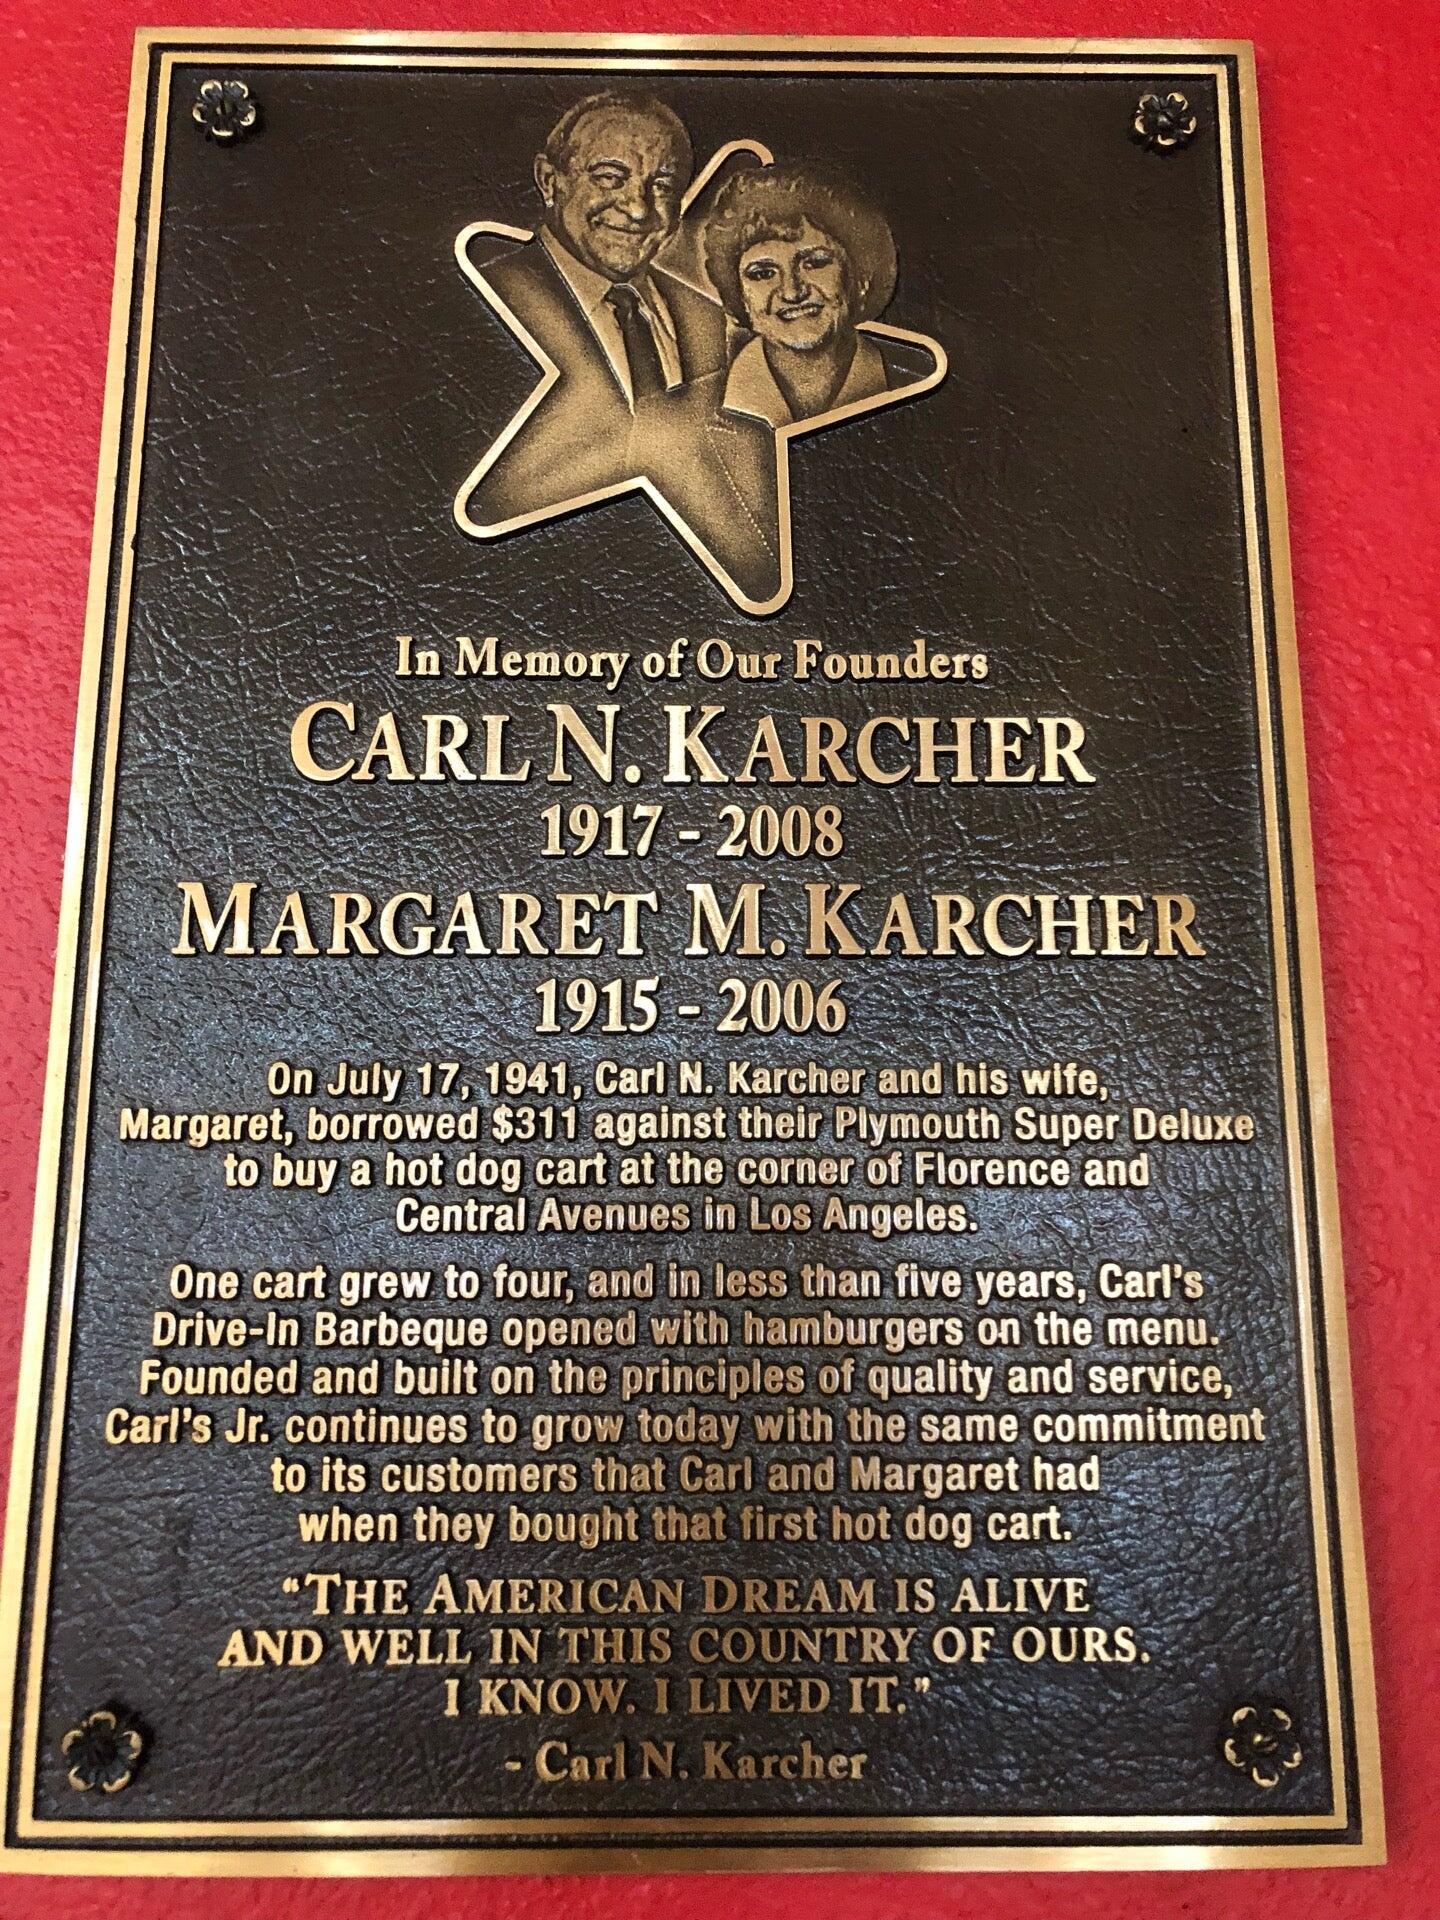 In Memory of Our Founders
CARL N. KARCHER
1917 - 2008
MARGARET M. KARCHER
1915 - 2006
On July 17, 1941, Carl N. Karcher and his wife,
Margaret, borrowed $311 against their Plymouth Super Deluxe
to buy a hot dog cart at the corner of Florence and
Central Avenues in Los Angeles.
One cart grew to four, and in less than five years, Carl's
Drive-In Barbeque opened with hamburgers on the menu.
Founded and built on the principles of quality and service,
Carl's Jr. continues to grow today with the same commitment
to its customers that Carl and Margaret had
when they bought that first hot dog cart.
"THE AMERICAN DREAM IS ALIVE
AND WELL IN THIS COUNTRY OF OURS.
I KNOW. I LIVED IT."
- Carl N. Karcher